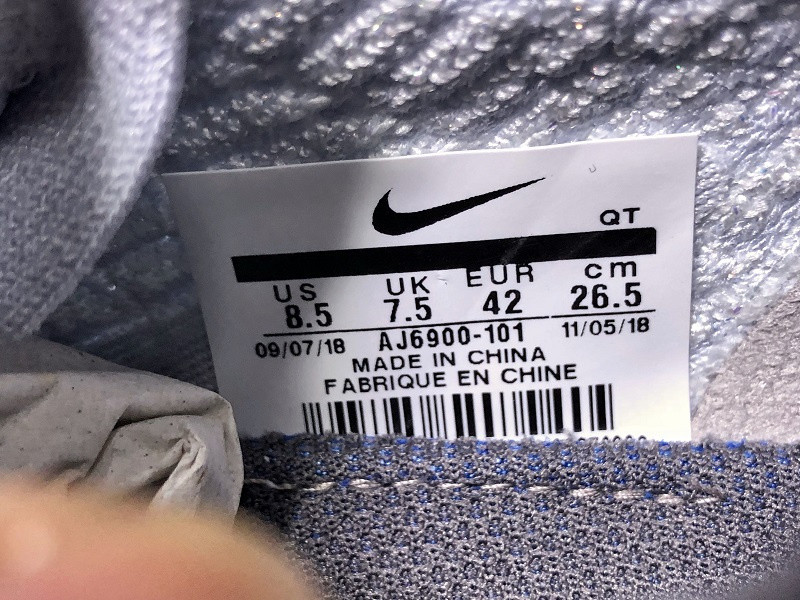 QT
US UK EUR cm
8.5 7.5 42 26.5
09/07/18 AJ6900-101 11/05/18
MADE IN CHINA
FABRIQUE EN CHINE